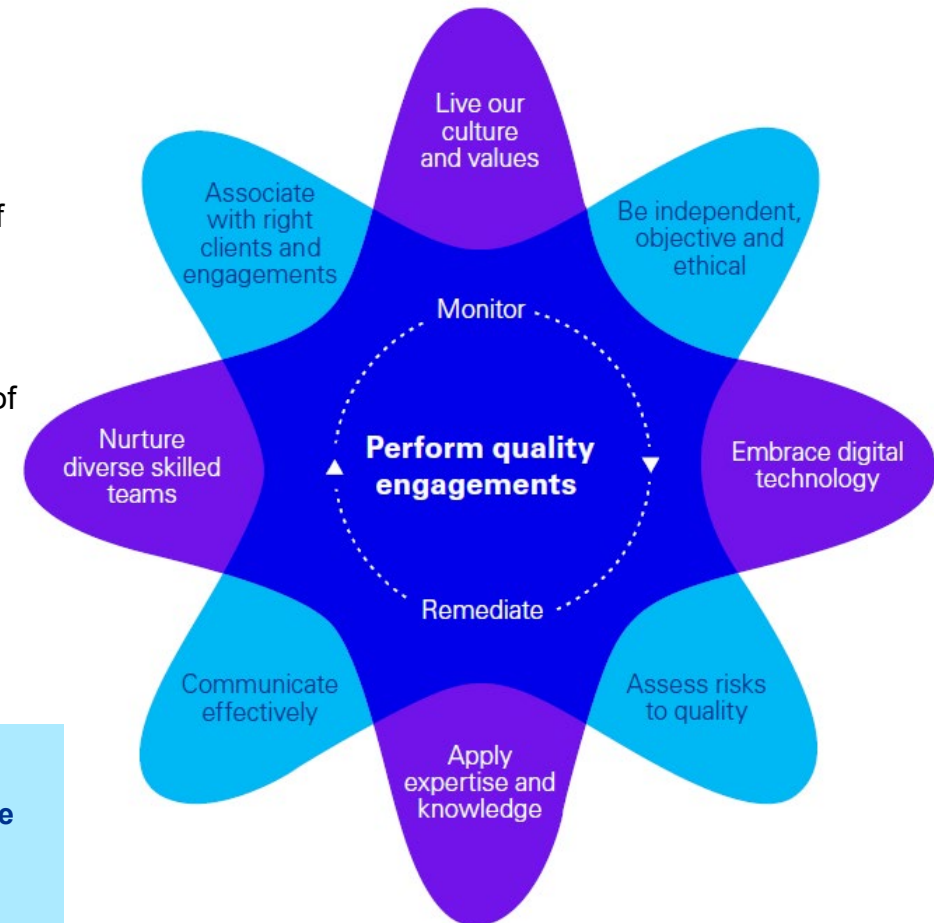 Live our
culture
and values
Associate
with right
clients and
engagements
Be independent,
objective and
ethical
f
Monitor
of
Nurture
diverse skilled
teams
Perform quality
engagements
Embrace digital
technology
Remediate
Communicate
effectively
Assess risks
to quality
Apply
expertise and
knowledge
e